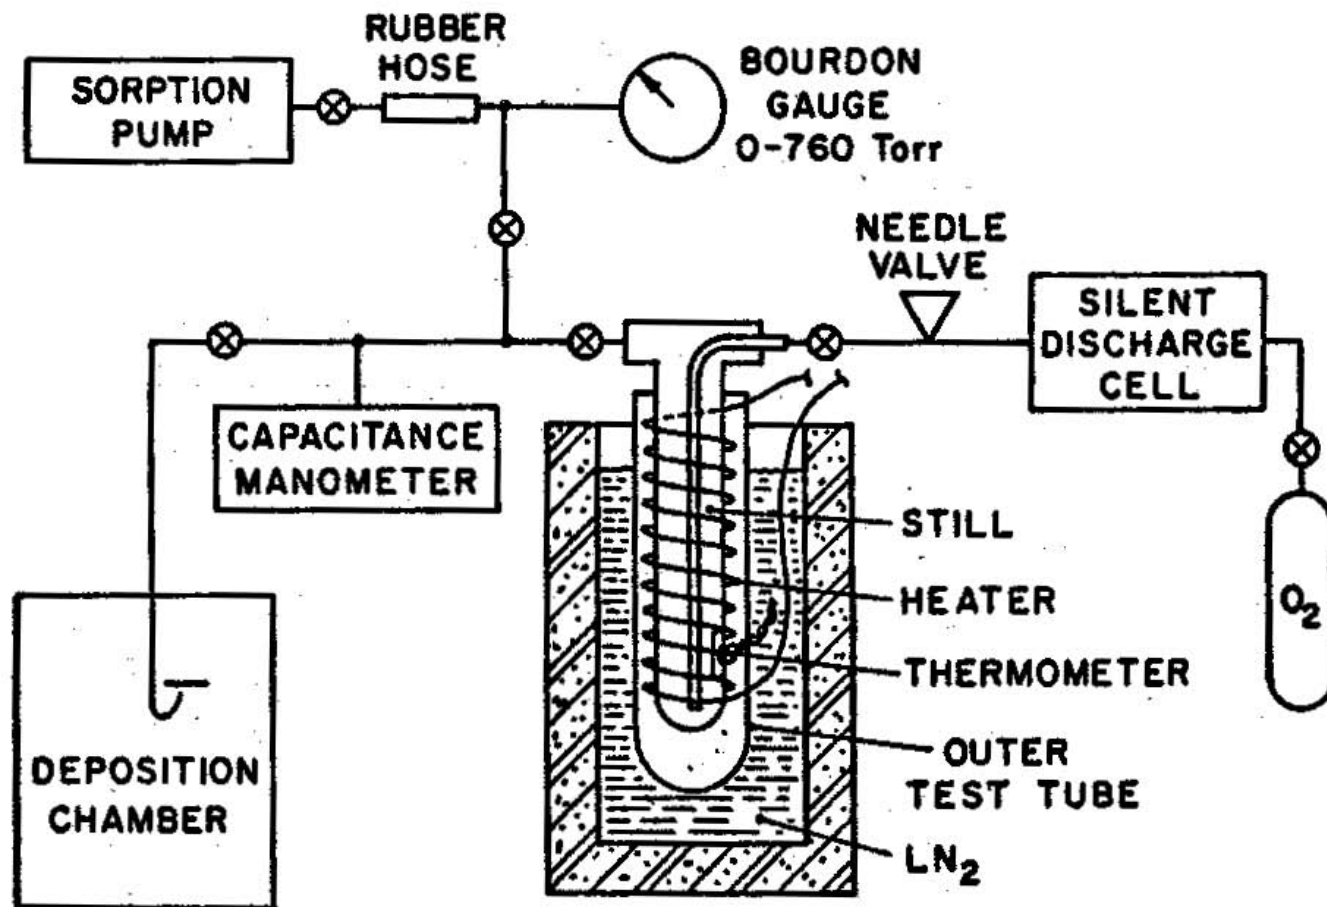 RUBBER
HOSE
SORPTION
PUMP
BOURDON
GAUGE
0-760 Torr
NEEDLE
VALVE
SILENT
DISCHARGE
CELL
CAPACITANCE
MANOMETER
STILL
HEATER
THERMOMETER
OUTER
TEST TUBE
LN₂
O₂
DEPOSITION
CHAMBER